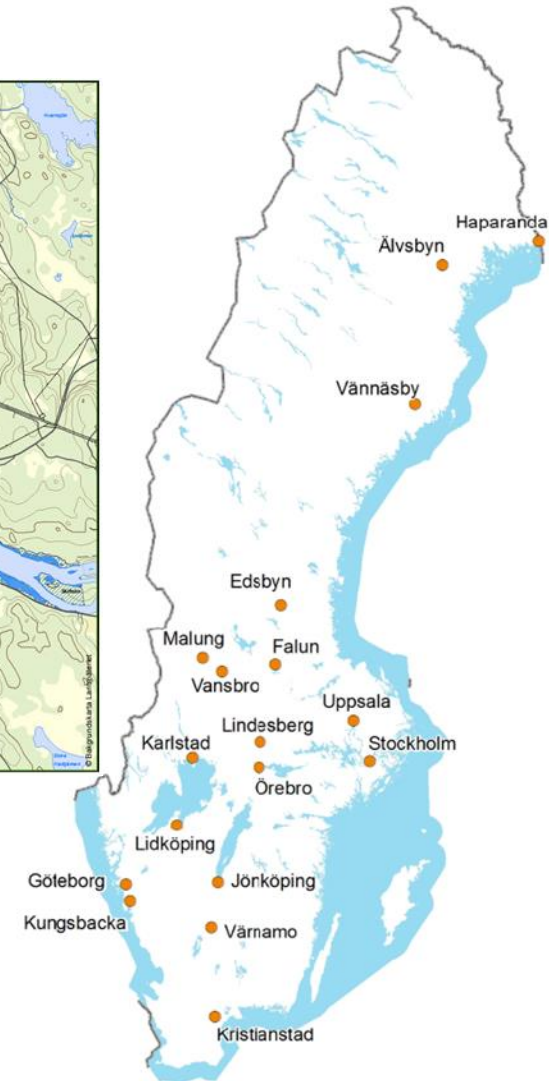 Haparanda
Älvsbyn
Vännäsby
Edsbyn
Malung
Falun
Vansbro
Uppsala
Lindesberg
Karlstad
Stockholm
Örebro
Lidköping
Göteborg
Jönköping
Kungsbacka
Värnamo
Kristianstad
© Bakgrundskarta Lantmäteriet